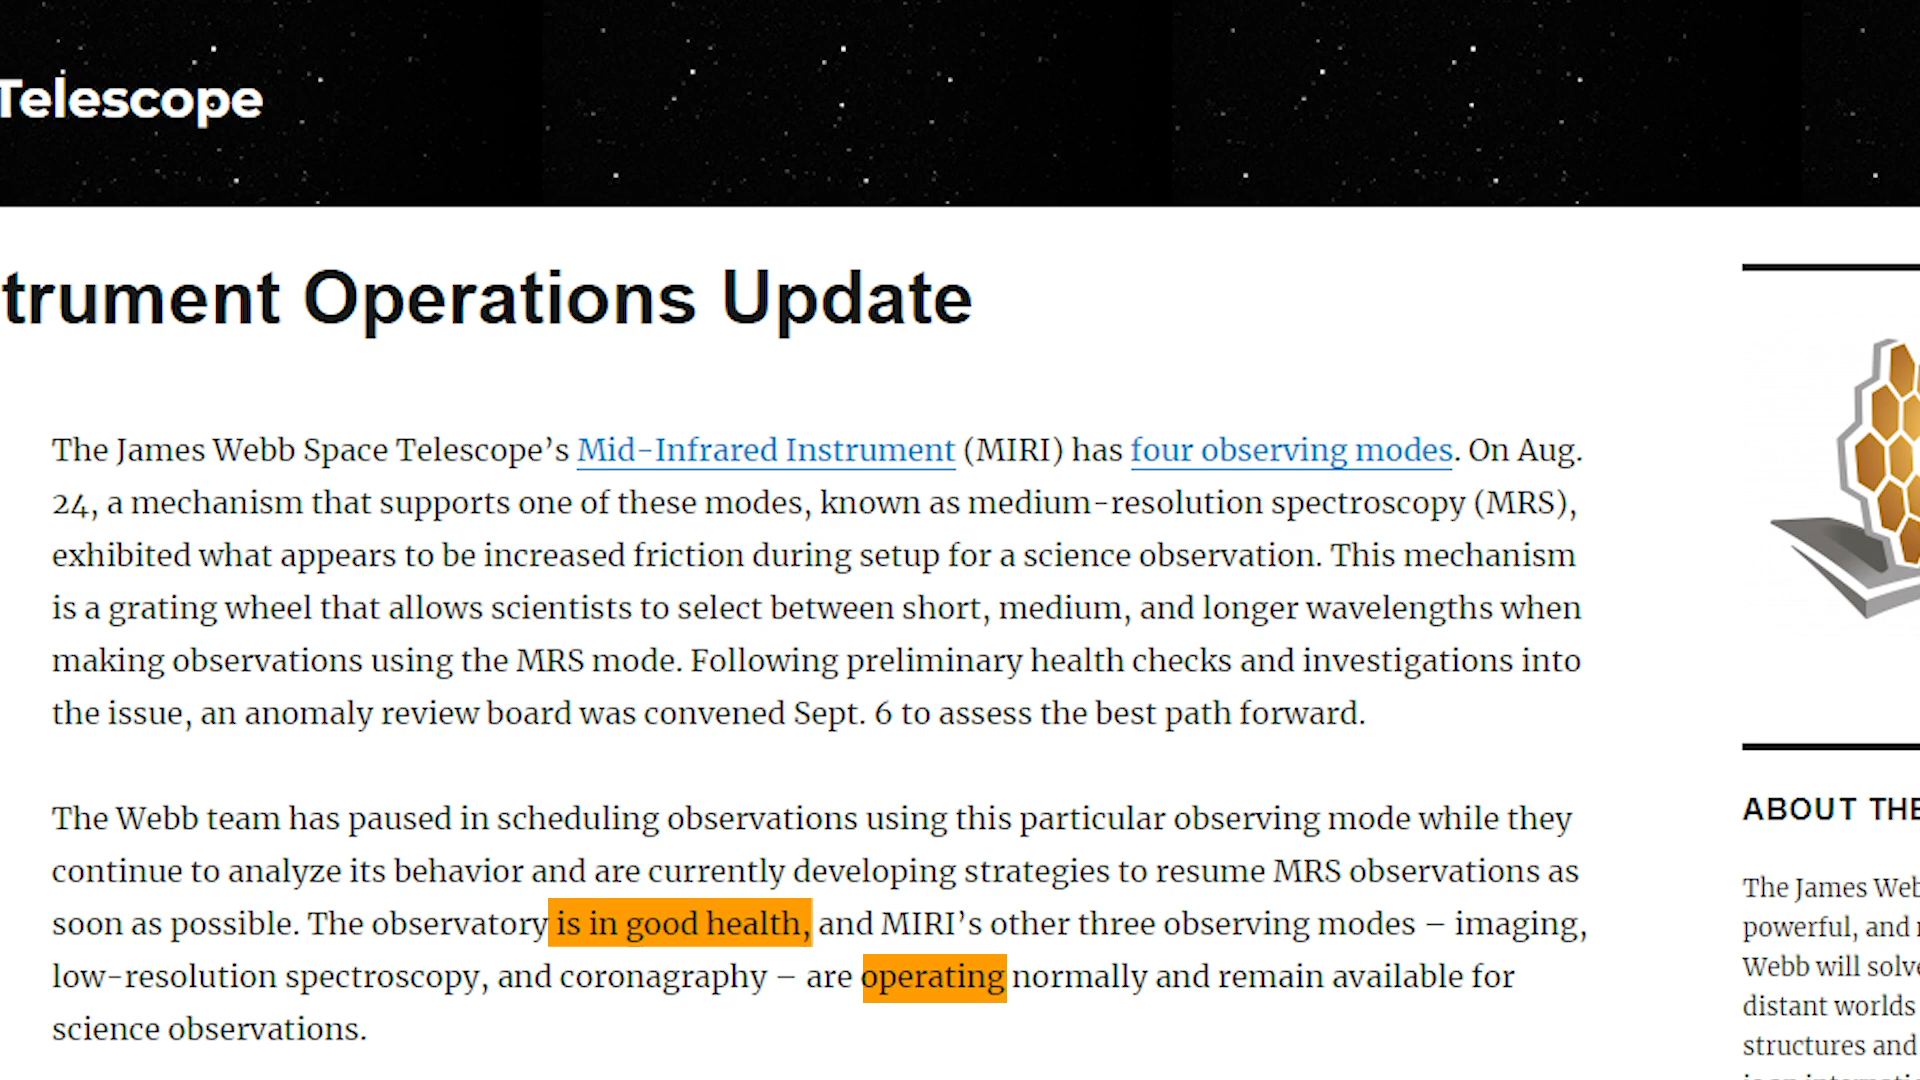 Telescope
trument Operations Update
The James Webb Space Telescope’s Mid-Infrared Instrument (MIRI) has four observing modes. On Aug.
24, a mechanism that supports one of these modes, known as medium-resolution spectroscopy (MRS),
exhibited what appears to be increased friction during setup for a science observation. This mechanism
is a grating wheel that allows scientists to select between short, medium, and longer wavelengths when
making observations using the MRS mode. Following preliminary health checks and investigations into
the issue, an anomaly review board was convened Sept. 6 to assess the best path forward.
The Webb team has paused in scheduling observations using this particular observing mode while they
continue to analyze its behavior and are currently developing strategies to resume MRS observations as
soon as possible. The observatory is in good health, and MIRI’s other three observing modes – imaging,
low-resolution spectroscopy, and coronagraphy – are operating normally and remain available for
science observations.
ABOUT THE
The James Web
powerful, and
Webb will solve
distant worlds
structures and